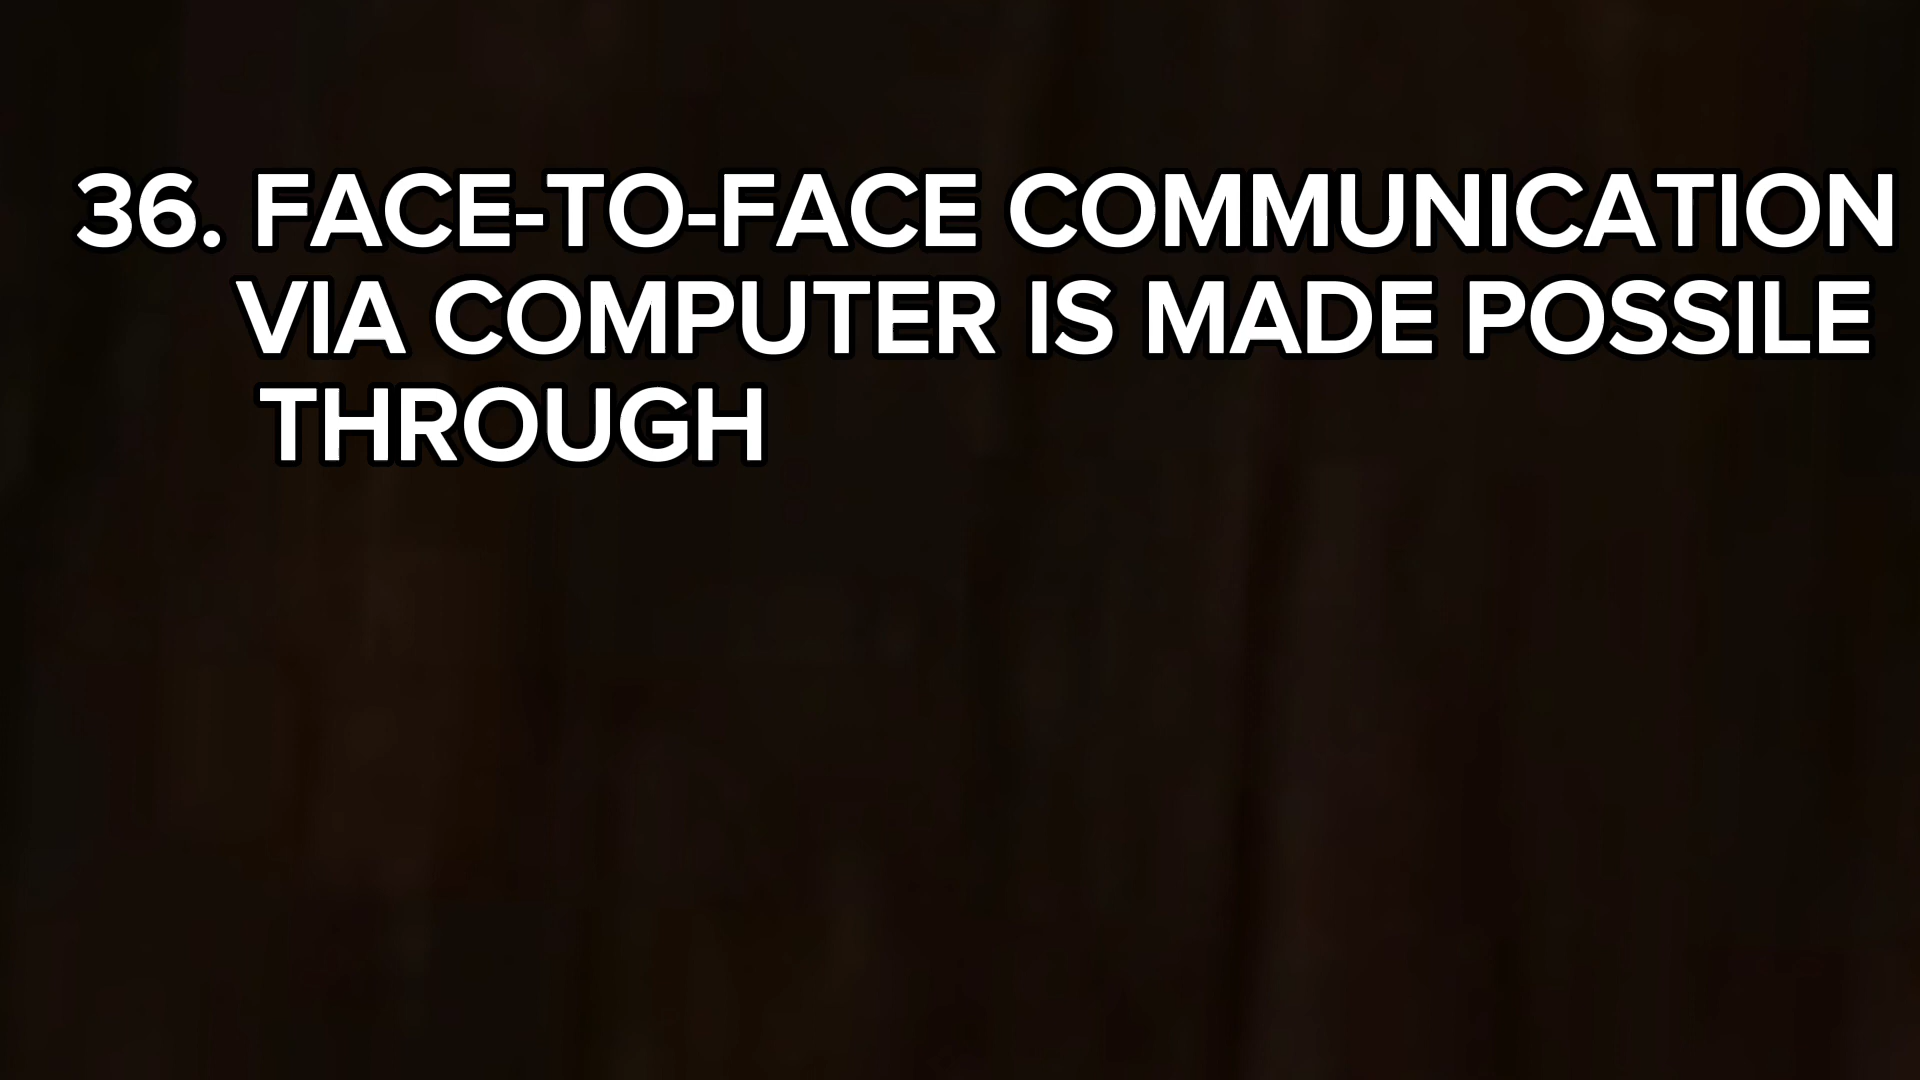 36. FACE-TO-FACE COMMUNICATION
VIA COMPUTER IS MADE POSSILE
THROUGH